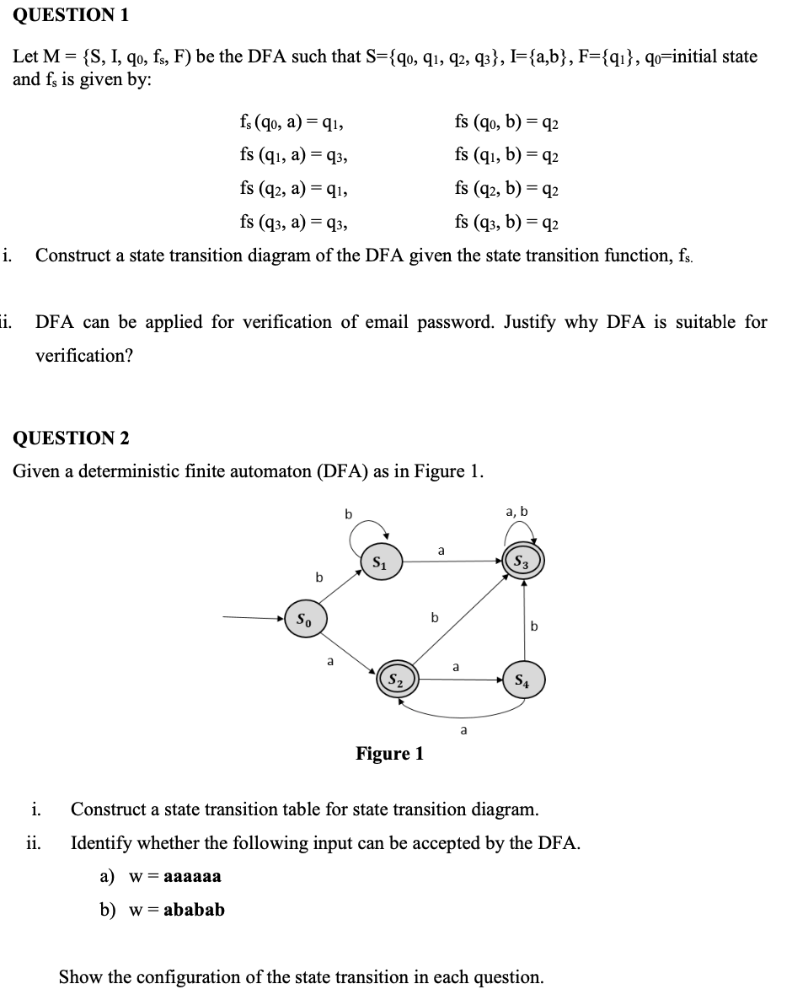 QUESTION 1
Let M = {S, I, q₀, fₛ, F) be the DFA such that S={q₀, q₁, q₂, q₃}, I={a,b}, F={q₁}, q₀=initial state
and fₛ is given by:
fₛ (q₀, a) = q₁, fs (q₀, b) = q₂
fs (q₁, a) = q₃, fs (q₁, b) = q₂
fs (q₂, a) = q₁, fs (q₂, b) = q₂
fs (q₃, a) = q₃, fs (q₃, b) = q₂
i. Construct a state transition diagram of the DFA given the state transition function, fₛ.
ii. DFA can be applied for verification of email password. Justify why DFA is suitable for
verification?
QUESTION 2
Given a deterministic finite automaton (DFA) as in Figure 1.
b
a, b
a
S₁
S₃
b
S₀
b
b
a
a
S₂
S₄
a
Figure 1
i. Construct a state transition table for state transition diagram.
ii. Identify whether the following input can be accepted by the DFA.
a) w = aaaaaa
b) w = ababab
Show the configuration of the state transition in each question.